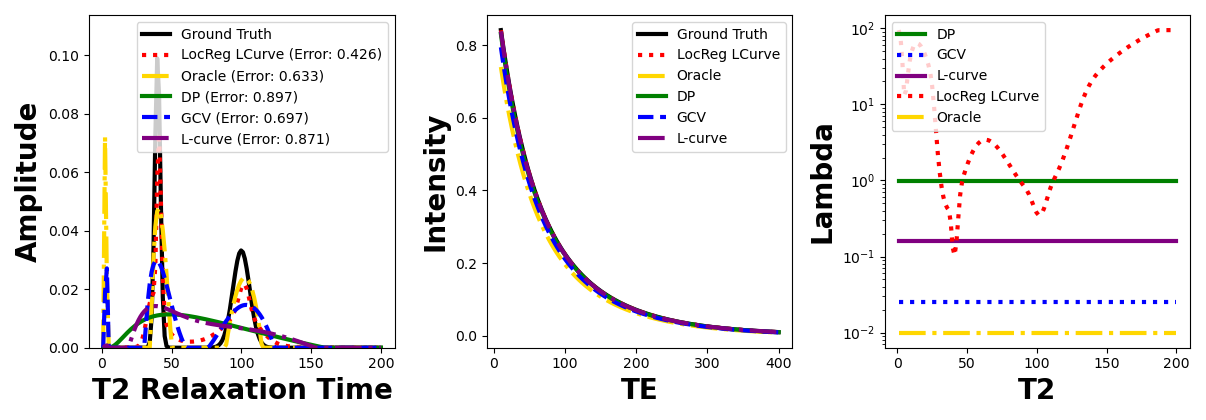 Amplitude
0.10
0.08
0.06
0.04
0.02
0.00
0 50 100 150 200
T2 Relaxation Time
Ground Truth
LocReg LCurve (Error: 0.426)
Oracle (Error: 0.633)
DP (Error: 0.897)
GCV (Error: 0.697)
L-curve (Error: 0.871)
Intensity
0.8
0.6
0.4
0.2
0.0
0 100 200 300 400
TE
Ground Truth
LocReg LCurve
Oracle
DP
GCV
L-curve
Lambda
10²
10¹
10⁰
10⁻¹
10⁻²
0 50 100 150 200
T2
DP
GCV
L-curve
LocReg LCurve
Oracle